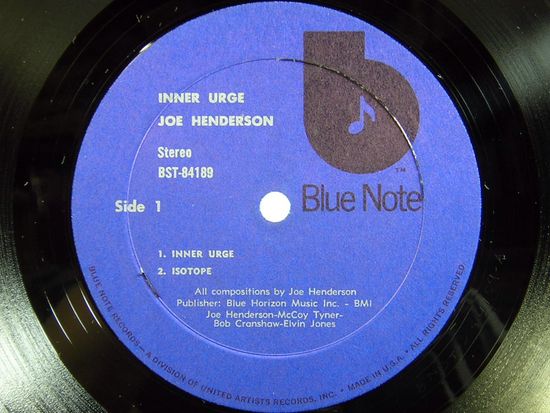 INNER URGE
JOE HENDERSON
Stereo
BST-84189
Side 1
TM
Blue Note
1. INNER URGE
2. ISOTOPE
All compositions by Joe Henderson
Publisher: Blue Horizon Music Inc. - BMI
Joe Henderson-McCoy Tyner-
Bob Cranshaw-Elvin Jones
BLUE NOTE RECORDS—A DIVISION OF UNITED ARTISTS RECORDS, INC. • MADE IN U.S.A. • ALL RIGHTS RESERVED